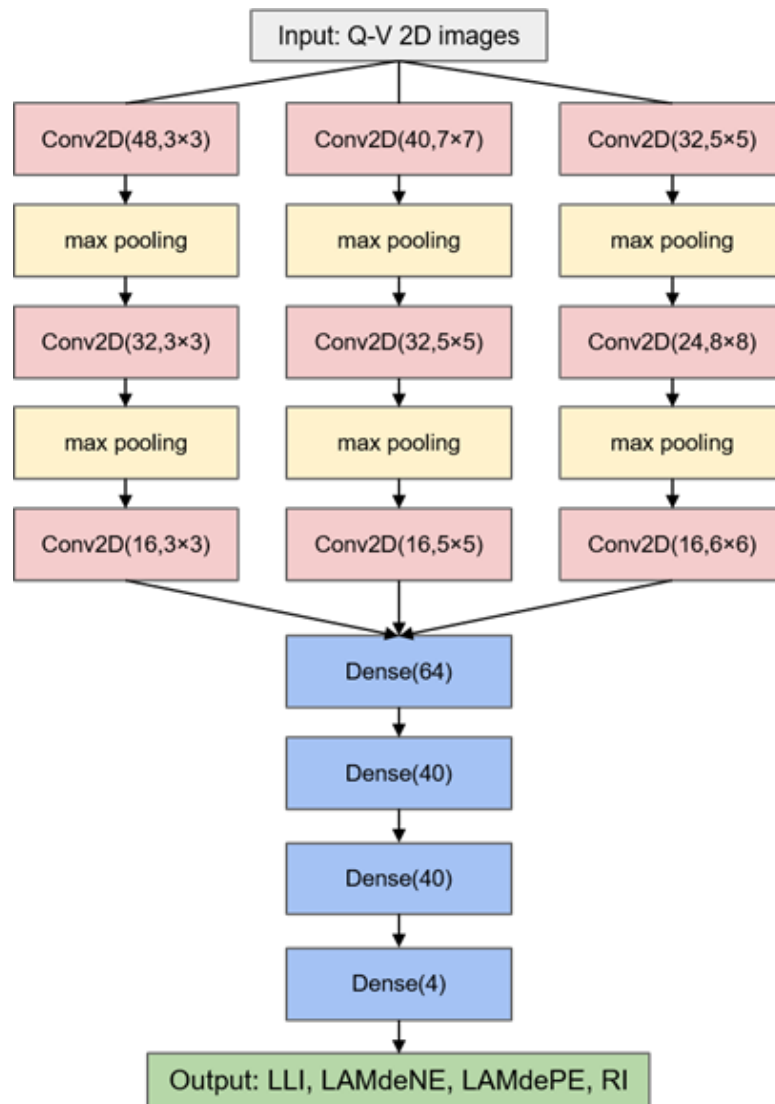 Input: Q-V 2D images
Conv2D(48,3×3)
Conv2D(40,7×7)
Conv2D(32,5×5)
max pooling
max pooling
max pooling
Conv2D(32,3×3)
Conv2D(32,5×5)
Conv2D(24,8×8)
max pooling
max pooling
max pooling
Conv2D(16,3×3)
Conv2D(16,5×5)
Conv2D(16,6×6)
Dense(64)
Dense(40)
Dense(40)
Dense(4)
Output: LLI, LAMdeNE, LAMdePE, RI